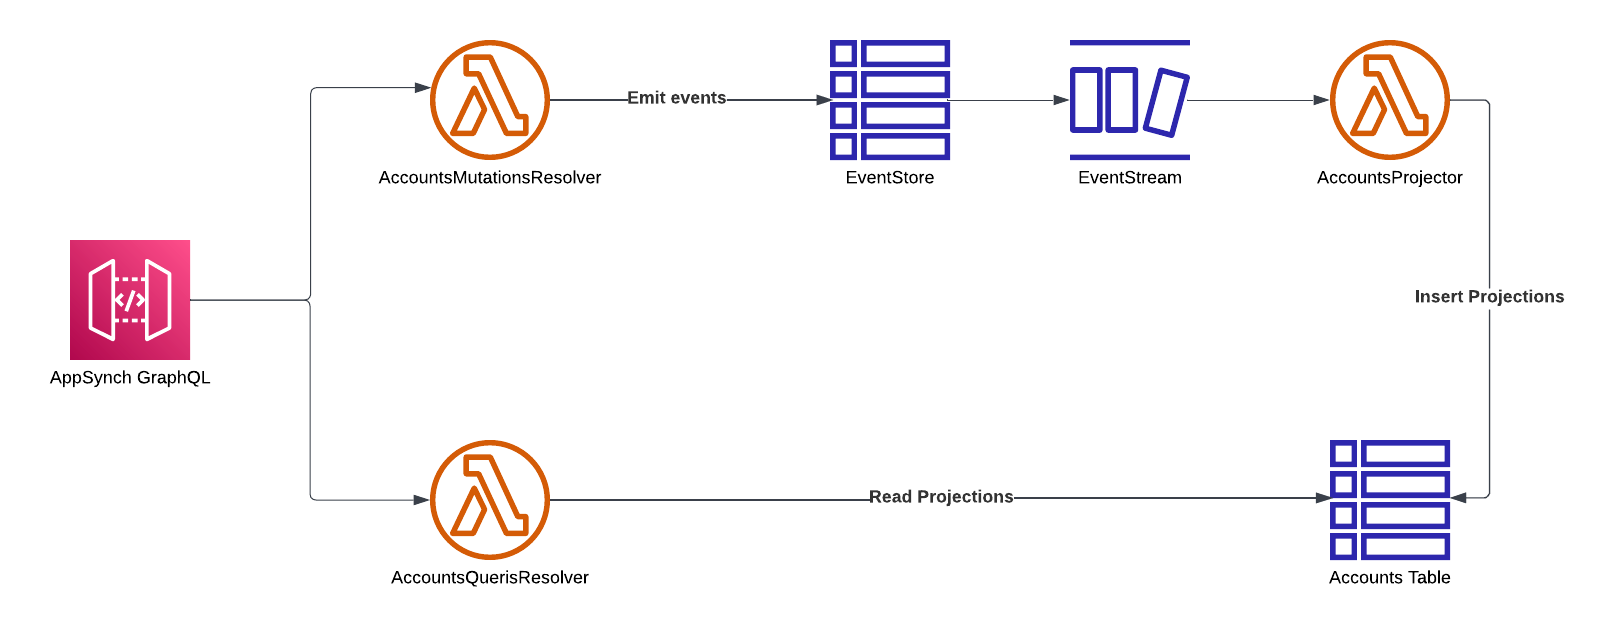 Emit events
AccountsMutationsResolver
EventStore
EventStream
AccountsProjector
Insert Projections
AppSynch GraphQL
Read Projections
AccountsQuerisResolver
Accounts Table